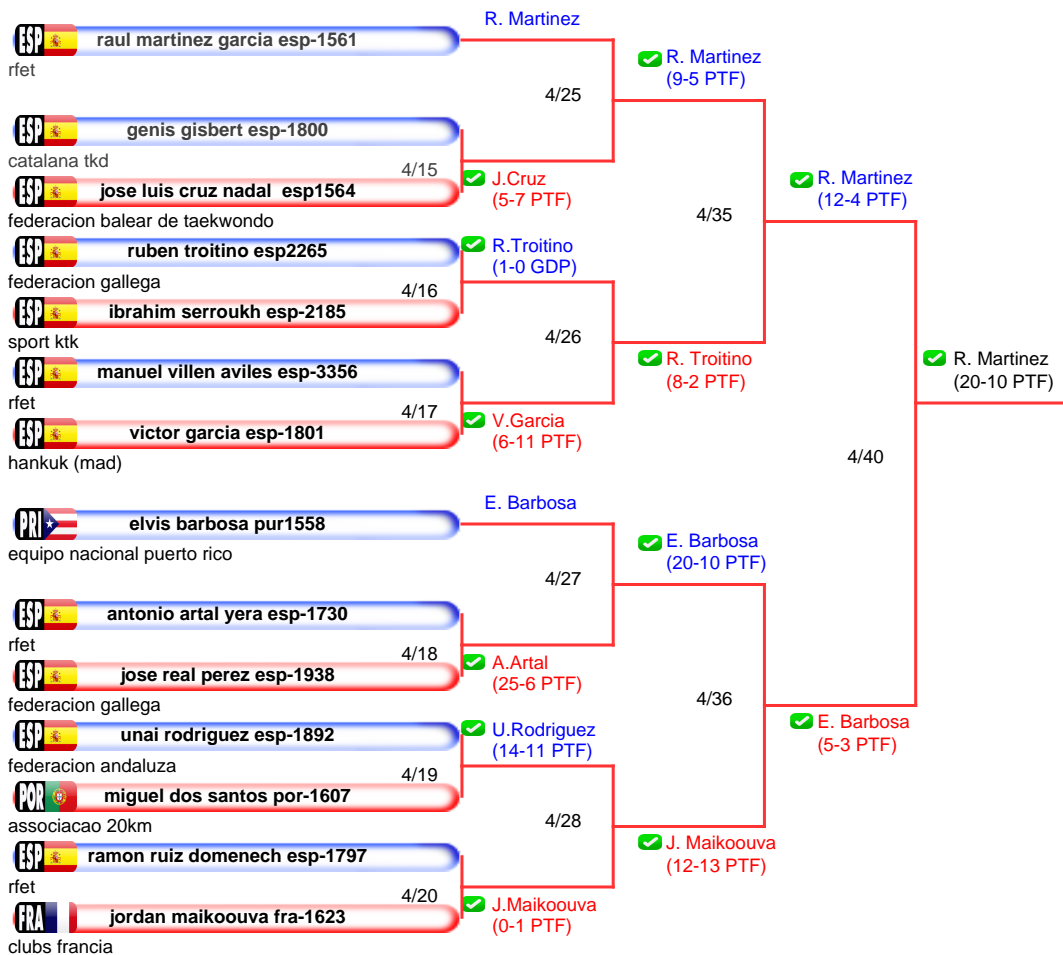 R. Martinez
ESP raul martinez garcia esp-1561
rfet
R. Martinez
(9-5 PTF)
4/25
ESP genis gisbert esp-1800
catalana tkd
4/15
J.Cruz
(5-7 PTF)
ESP jose luis cruz nadal esp1564
federacion balear de taekwondo
R. Martinez
(12-4 PTF)
4/35
ESP ruben troitino esp2265
federacion gallega
R.Troitino
(1-0 GDP)
4/16
ESP ibrahim serroukh esp-2185
sport ktk
4/26
R. Troitino
(8-2 PTF)
ESP manuel villen aviles esp-3356
rfet
4/17
V.Garcia
(6-11 PTF)
ESP victor garcia esp-1801
hankuk (mad)
R. Martinez
(20-10 PTF)
4/40
E. Barbosa
PRI elvis barbosa pur1558
equipo nacional puerto rico
E. Barbosa
(20-10 PTF)
4/27
ESP antonio artal yera esp-1730
rfet
4/18
A.Artal
(25-6 PTF)
ESP jose real perez esp-1938
federacion gallega
4/36
E. Barbosa
(5-3 PTF)
ESP unai rodriguez esp-1892
federacion andaluza
U.Rodriguez
(14-11 PTF)
4/19
POR miguel dos santos por-1607
associacao 20km
4/28
J. Maikoouva
(12-13 PTF)
ESP ramon ruiz domenech esp-1797
rfet
4/20
J.Maikoouva
(0-1 PTF)
FRA jordan maikoouva fra-1623
clubs francia